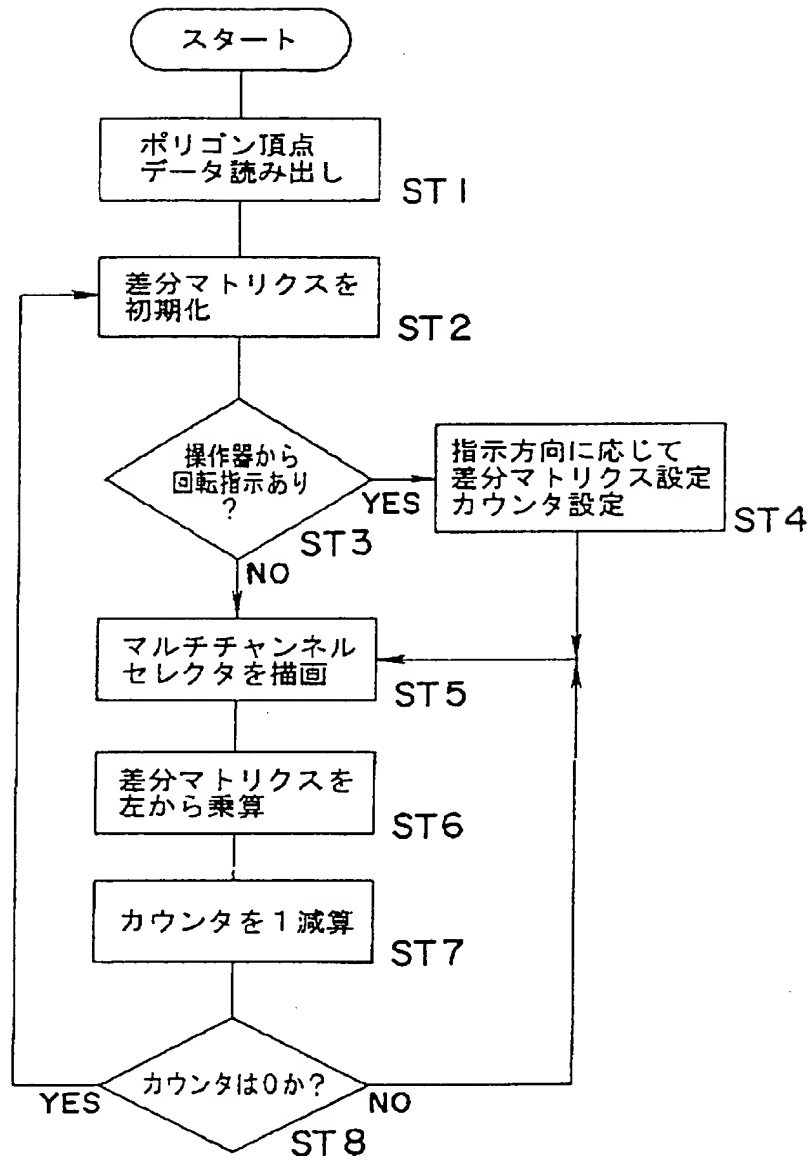 スタート
ポリゴン頂点
データ読み出し
ST1
差分マトリクスを
初期化
ST2
操作器から
回転指示あり
?
YES
ST3
NO
指示方向に応じて
差分マトリクス設定
カウンタ設定
ST4
マルチチャンネル
セレクタを描画
ST5
差分マトリクスを
左から乗算
ST6
カウンタを1減算
ST7
カウンタは0か?
YES
NO
ST8